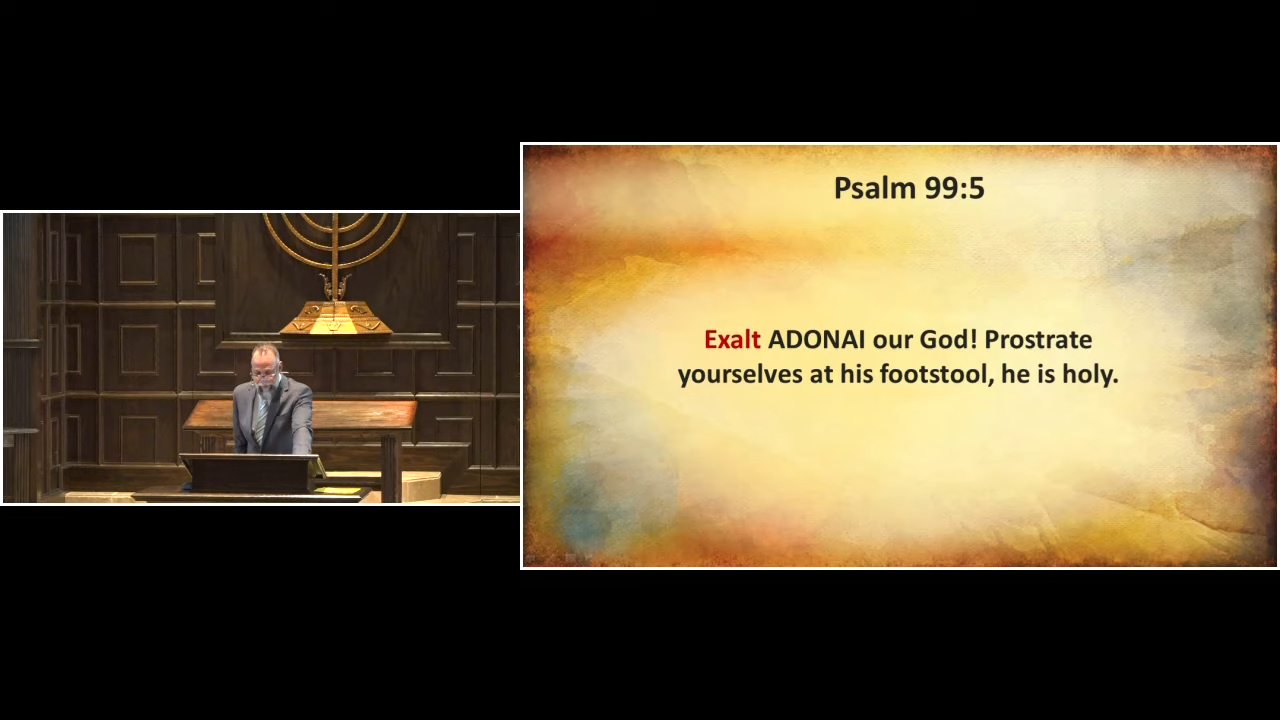 Psalm 99:5
Exalt ADONAI our God! Prostrate
yourselves at his footstool, he is holy.